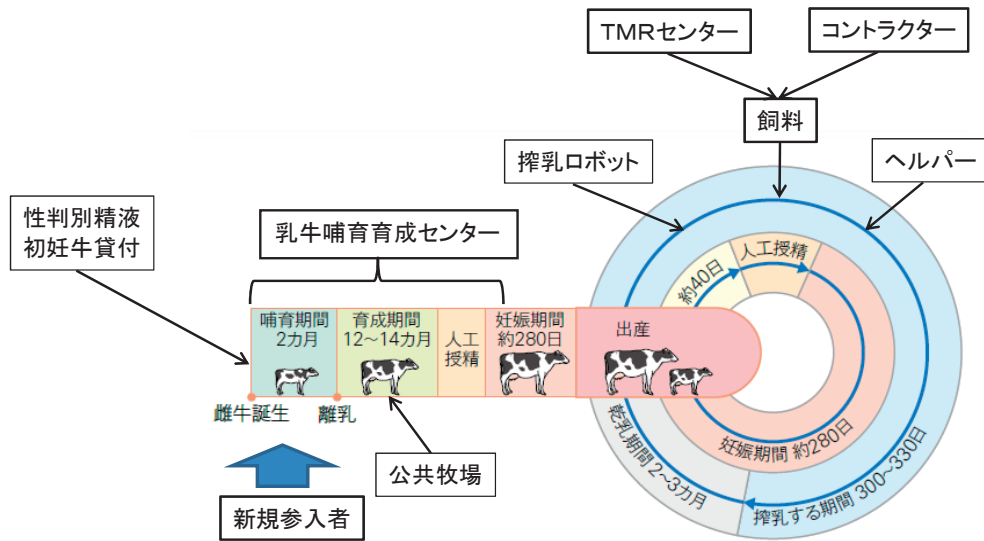 TMRセンター
コントラクター
飼料
搾乳ロボット
ヘルパー
性判別精液
初妊牛貸付
乳牛哺育育成センター
約40日
人工授精
哺育期間
2カ月
育成期間
12～14カ月
人工
授精
妊娠期間
約280日
出産
雌牛誕生
離乳
妊娠期間 約280日
乾乳期間 2～3カ月
搾乳する期間 300～330日
公共牧場
新規参入者